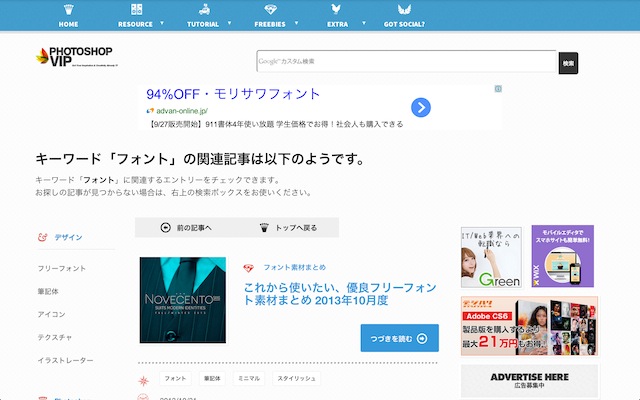 HOME
RESOURCE
TUTORIAL
FREEBIES
EXTRA
GOT SOCIAL?
PHOTOSHOP
VIP
Google™ カスタム検索
検索
94%OFF・モリサワフォント
advan-online.jp/
【9/27販売開始】911書体4年使い放題 学生価格でお得！社会人も購入できる
キーワード「フォント」の関連記事は以下のようです。
キーワード「フォント」に関連するエントリーをチェックできます。
お探しの記事が見つからない場合は、右上の検索ボックスをお使いください。
前の記事へ
トップへ戻る
デザイン
フリーフォント
筆記体
アイコン
テクスチャ
イラストレーター
NOVECENTO
フォント素材まとめ
これから使いたい、優良フリーフォント素材まとめ 2013年10月度
つづきを読む
フォント
筆記体
ミニマル
スタイリッシュ
IT/Web業界への
転職なら
Green
モバイルエディタで
スマホサイトも簡単無料!
WIX
デジハリ
Adobe CS6
製品版を購入するより
最大21万円もお得!
ADVERTISE HERE
広告募集中